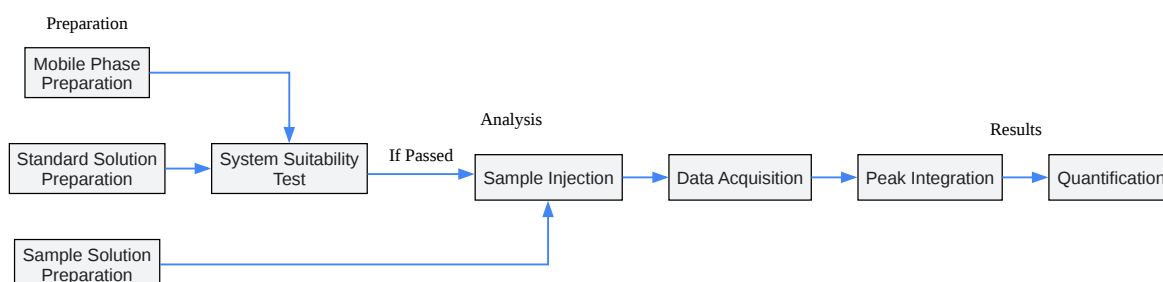 Preparation
Mobile Phase
Preparation
Standard Solution
Preparation
System Suitability
Test
If Passed
Sample Solution
Preparation
Analysis
Sample Injection
Data Acquisition
Results
Peak Integration
Quantification